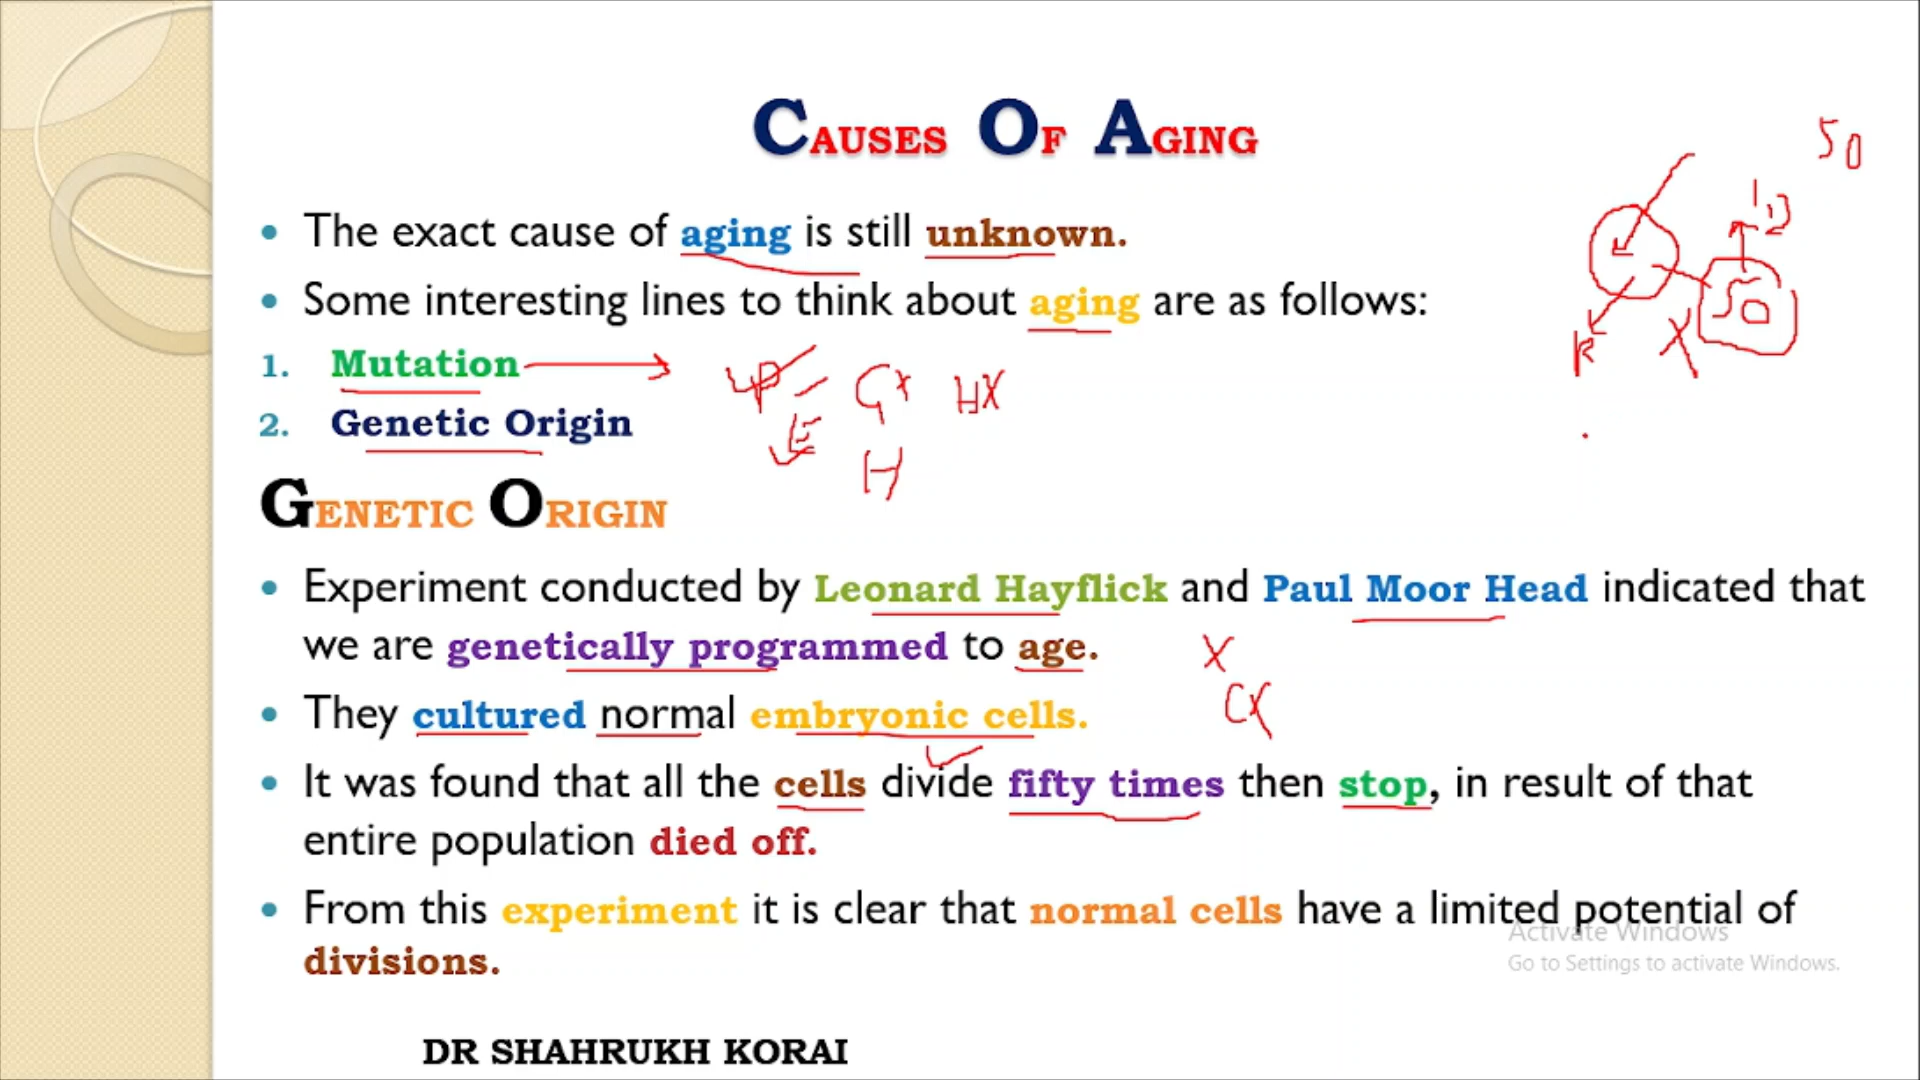 CAUSES OF AGING
50
• The exact cause of aging is still unknown.
• Some interesting lines to think about aging are as follows:
1. Mutation
2. Genetic Origin
H
GENETIC ORIGIN
• Experiment conducted by Leonard Hayflick and Paul Moor Head indicated that
we are genetically programmed to age.
• They cultured normal embryonic cells.
• It was found that all the cells divide fifty times then stop, in result of that
entire population died off.
• From this experiment it is clear that normal cells have a limited potential of
divisions.
Activate Windows
Go to Settings to activate Windows.
DR SHAHRUKH KORAI